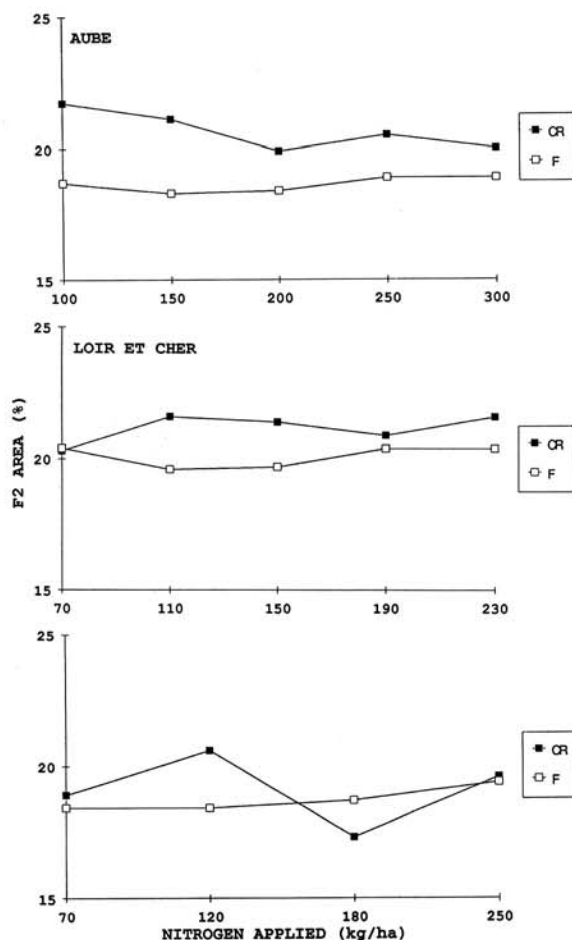 25
AUBE
20
15
100 150 200 250 300
CR
F
25
LOIR ET CHER
20
15
70 110 150 190 230
CR
F
F2 AREA (%)
25
20
15
70 120 180 250
CR
F
NITROGEN APPLIED (kg/ha)